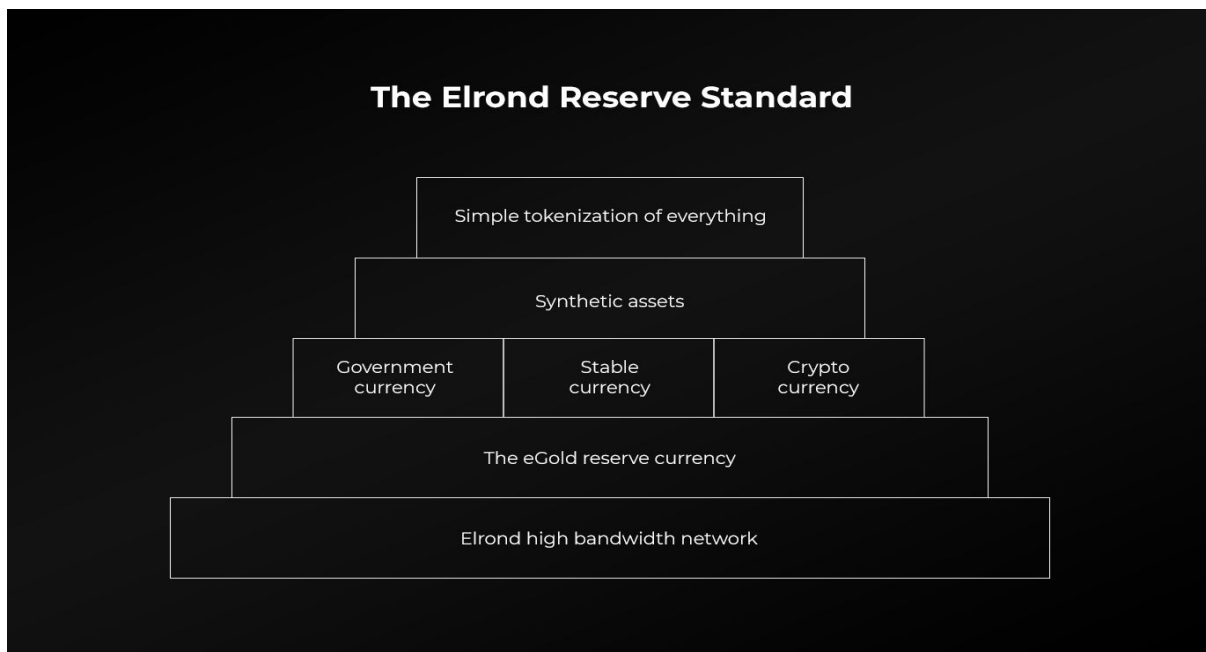 The Elrond Reserve Standard
Simple tokenization of everything
Synthetic assets
Government
currency
Stable
currency
Crypto
currency
The eGold reserve currency
Elrond high bandwidth network